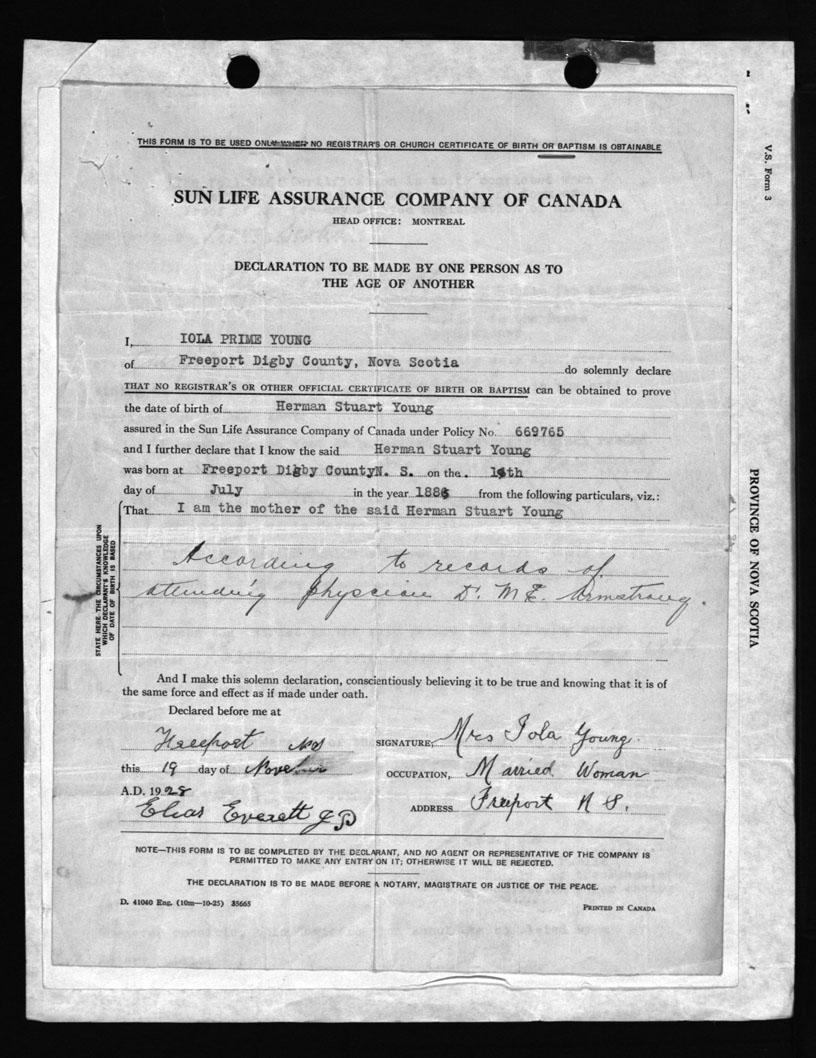 THIS FORM IS TO BE USED ONLY WHEN NO REGISTRAR'S OR CHURCH CERTIFICATE OF BIRTH OR BAPTISM IS OBTAINABLE
V.S. Form 3
SUN LIFE ASSURANCE COMPANY OF CANADA
HEAD OFFICE: MONTREAL
DECLARATION TO BE MADE BY ONE PERSON AS TO
THE AGE OF ANOTHER
I, IOLA PRIME YOUNG
of Freeport Digby County, Nova Scotia do solemnly declare
THAT NO REGISTRAR'S OR OTHER OFFICIAL CERTIFICATE OF BIRTH OR BAPTISM can be obtained to prove
the date of birth of Herman Stuart Young
assured in the Sun Life Assurance Company of Canada under Policy No. 669765
and I further declare that I know the said Herman Stuart Young
was born at Freeport Digby County N. S. on the
day of July in the year from the following particulars, viz.:
That I am the mother of the said Herman Stuart Young
STATE HERE THE CIRCUMSTANCES UPON
WHICH DECLARANT'S KNOWLEDGE
OF DATE OF BIRTH IS BASED
According to records of
attending physcian Dr. M E. Armstrong.
PROVINCE OF NOVA SCOTIA
And I make this solemn declaration, conscientiously believing it to be true and knowing that it is of
the same force and effect as if made under oath.
Declared before me at
Freeport NS SIGNATURE, Mrs Iola Young.
this 19 day of OCCUPATION, Married Woman
A.D. 1928
Elias Everett J P ADDRESS Freeport N S.
NOTE—THIS FORM IS TO BE COMPLETED BY THE DECLARANT, AND NO AGENT OR REPRESENTATIVE OF THE COMPANY IS
PERMITTED TO MAKE ANY ENTRY ON IT; OTHERWISE IT WILL BE REJECTED.
THE DECLARATION IS TO BE MADE BEFORE A NOTARY, MAGISTRATE OR JUSTICE OF THE PEACE.
D. 41040 Eng. (10m—10-25) 35665 PRINTED IN CANADA